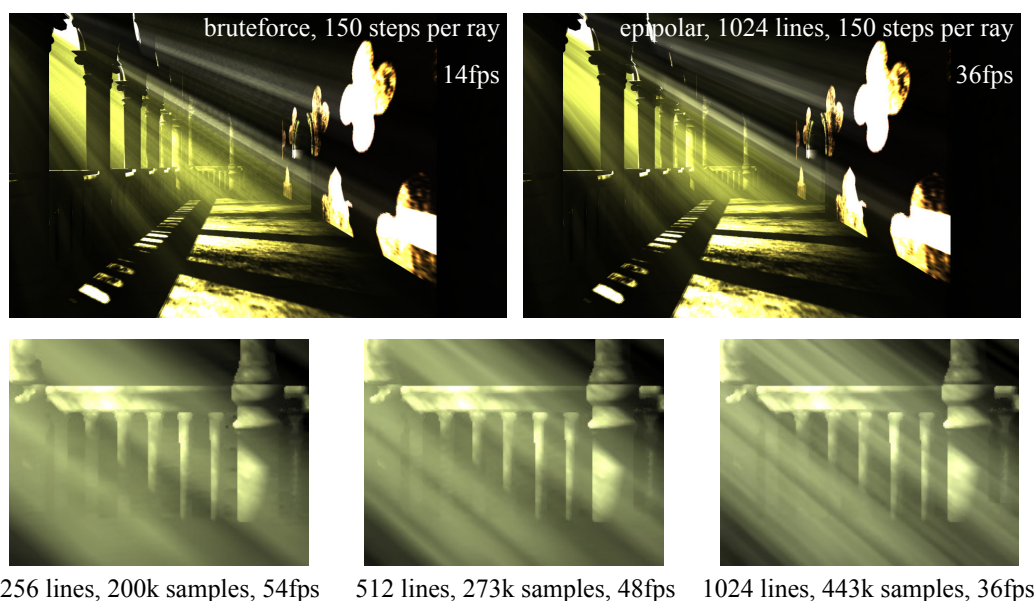 bruteforce, 150 steps per ray
14fps
epipolar, 1024 lines, 150 steps per ray
36fps
256 lines, 200k samples, 54fps
512 lines, 273k samples, 48fps
1024 lines, 443k samples, 36fps